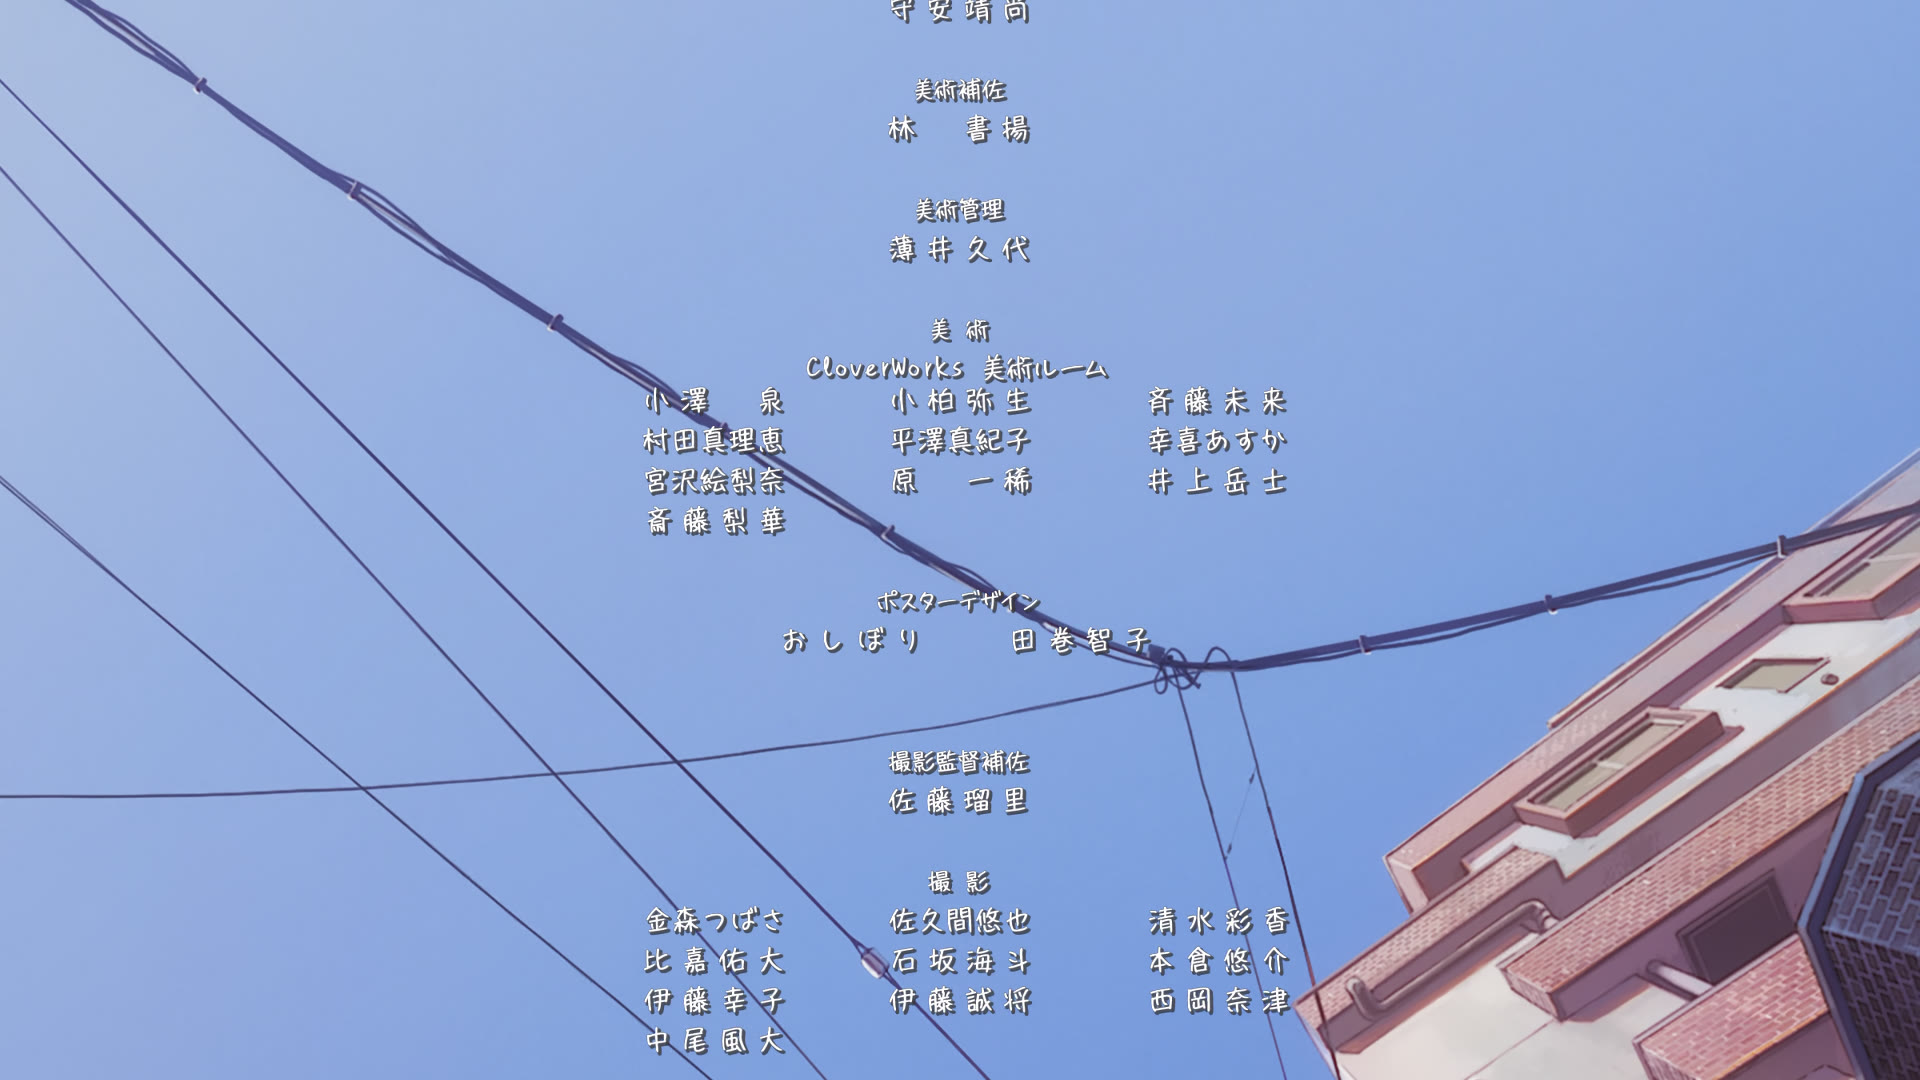 守安靖尚
美術補佐
林 書揚
美術管理
薄井久代
美術
CloverWorks 美術ルーム
小澤 泉 小柏弥生 斉藤未来
村田真理恵 平澤真紀子 幸喜あすか
宮沢絵梨奈 原 一稀 井上岳士
斎藤梨華
ポスターデザイン
おしぼり 田巻智子
撮影監督補佐
佐藤瑠里
撮影
金森つばさ 佐久間悠也 清水彩香
比嘉佑大 石坂海斗 本倉悠介
伊藤幸子 伊藤誠将 西岡奈津
中尾風大